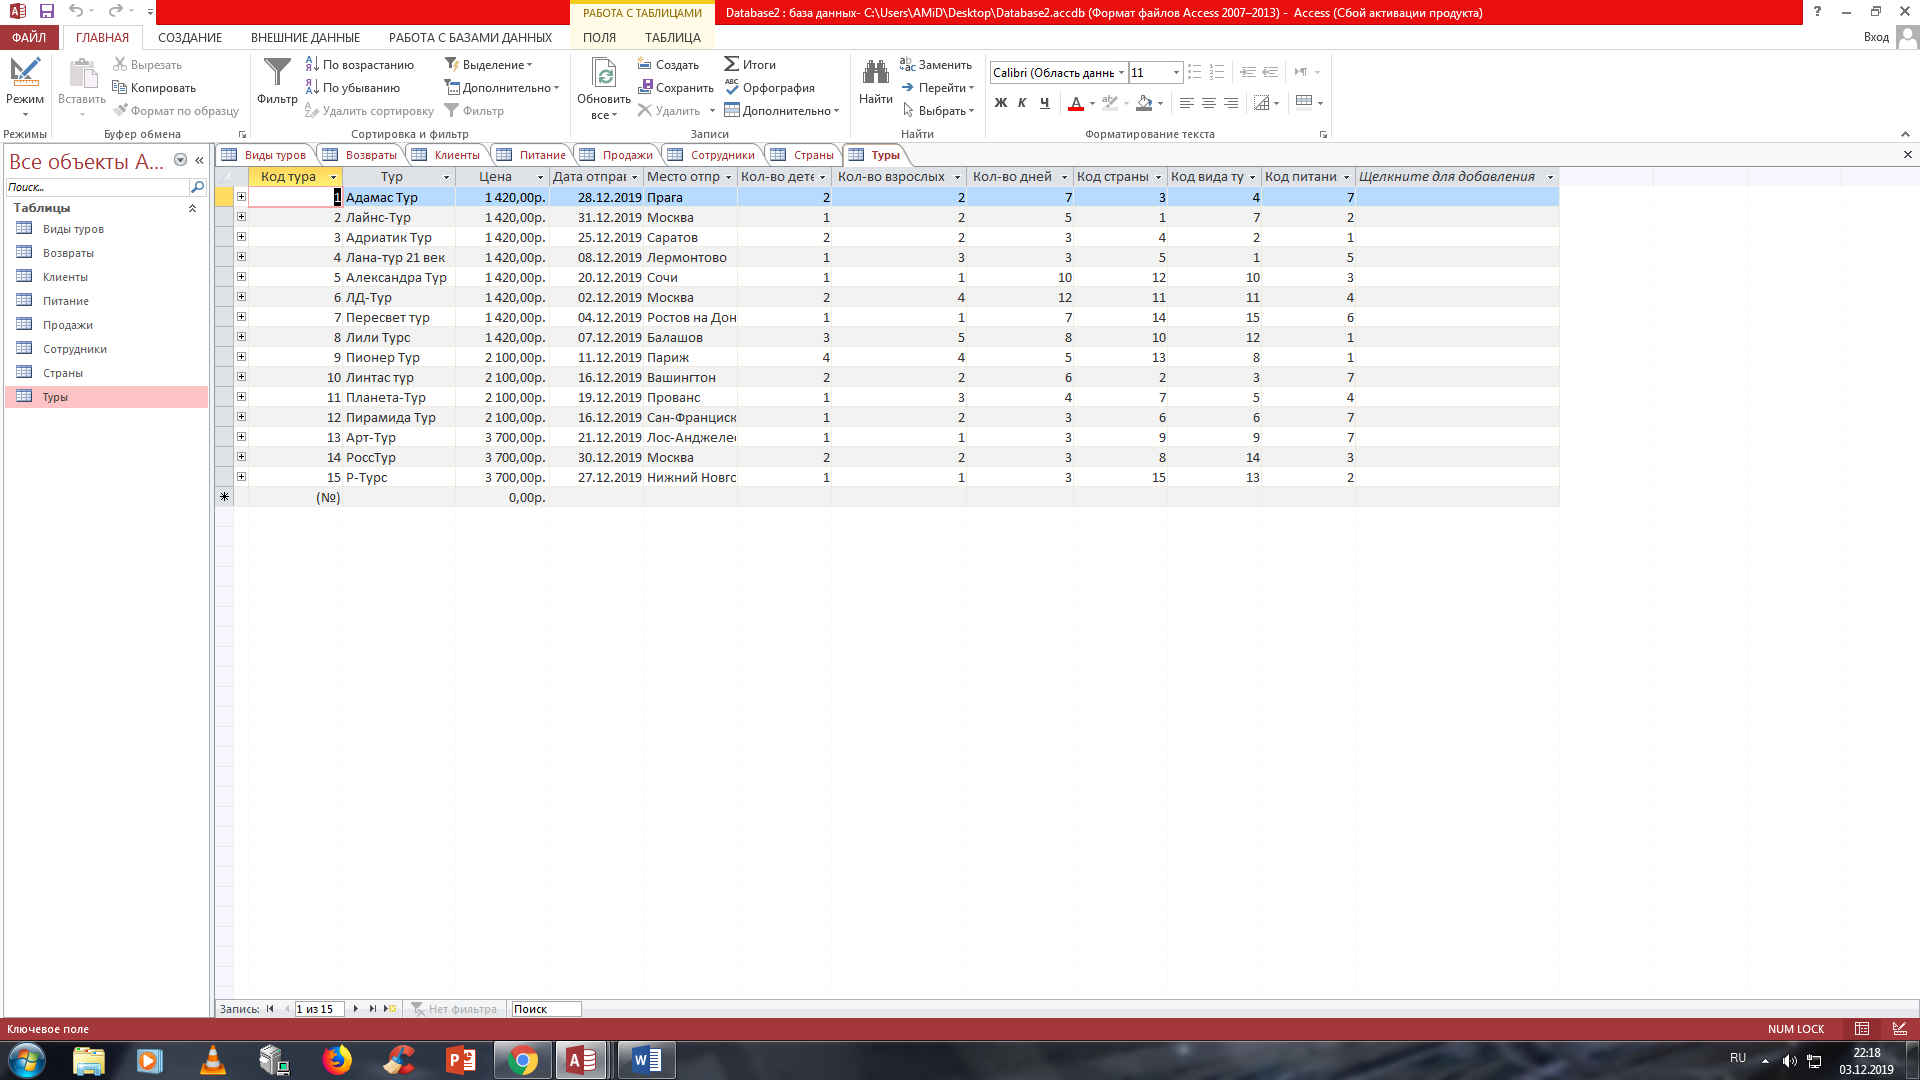 РАБОТА С ТАБЛИЦАМИ
Database2 : база данных- C:\Users\AMiD\Desktop\Database2.accdb (Формат файлов Access 2007–2013) - Access (Сбой активации продукта)
ФАЙЛ ГЛАВНАЯ СОЗДАНИЕ ВНЕШНИЕ ДАННЫЕ РАБОТА С БАЗАМИ ДАННЫХ ПОЛЯ ТАБЛИЦА Вход
Режим
Режимы
Вставить
Вырезать
Копировать
Формат по образцу
Буфер обмена
Фильтр
По возрастанию
По убыванию
Удалить сортировку
Выделение
Дополнительно
Фильтр
Сортировка и фильтр
Обновить все
Создать
Сохранить
Удалить
Итоги
Орфография
Дополнительно
Записи
Найти
Заменить
Перейти
Выбрать
Найти
Calibri (Область данн 11
Ж К Ч
Форматирование текста
Все объекты A...
Поиск...
Таблицы
Виды туров
Возвраты
Клиенты
Питание
Продажи
Сотрудники
Страны
Туры
Виды туров Возвраты Клиенты Питание Продажи Сотрудники Страны Туры
Код тура Тур Цена Дата отправ Место отпр Кол-во дете Кол-во взрослых Кол-во дней Код страны Код вида ту Код питани Щелкните для добавления
1 Адамас Тур 1 420,00р. 28.12.2019 Прага 2 2 7 3 4 7
2 Лайнс-Тур 1 420,00р. 31.12.2019 Москва 1 2 5 1 7 2
3 Адриатик Тур 1 420,00р. 25.12.2019 Саратов 2 2 3 4 2 1
4 Лана-тур 21 век 1 420,00р. 08.12.2019 Лермонтово 1 3 3 5 1 5
5 Александра Тур 1 420,00р. 20.12.2019 Сочи 1 1 10 12 10 3
6 ЛД-Тур 1 420,00р. 02.12.2019 Москва 2 4 12 11 11 4
7 Пересвет тур 1 420,00р. 04.12.2019 Ростов на Дон 1 1 7 14 15 6
8 Лили Турс 1 420,00р. 07.12.2019 Балашов 3 5 8 10 12 1
9 Пионер Тур 2 100,00р. 11.12.2019 Париж 4 4 5 13 8 1
10 Линтас тур 2 100,00р. 16.12.2019 Вашингтон 2 2 6 2 3 7
11 Планета-Тур 2 100,00р. 19.12.2019 Прованс 1 3 4 7 5 4
12 Пирамида Тур 2 100,00р. 16.12.2019 Сан-Франциск 1 2 3 6 6 7
13 Арт-Тур 3 700,00р. 21.12.2019 Лос-Анджелес 1 1 3 9 9 7
14 РоссТур 3 700,00р. 30.12.2019 Москва 2 2 3 8 14 3
15 Р-Турс 3 700,00р. 27.12.2019 Нижний Новго 1 1 3 15 13 2
(№) 0,00р.
Запись: 1 из 15 Нет фильтра Поиск
Ключевое поле NUM LOCK
RU 22:18
03.12.2019